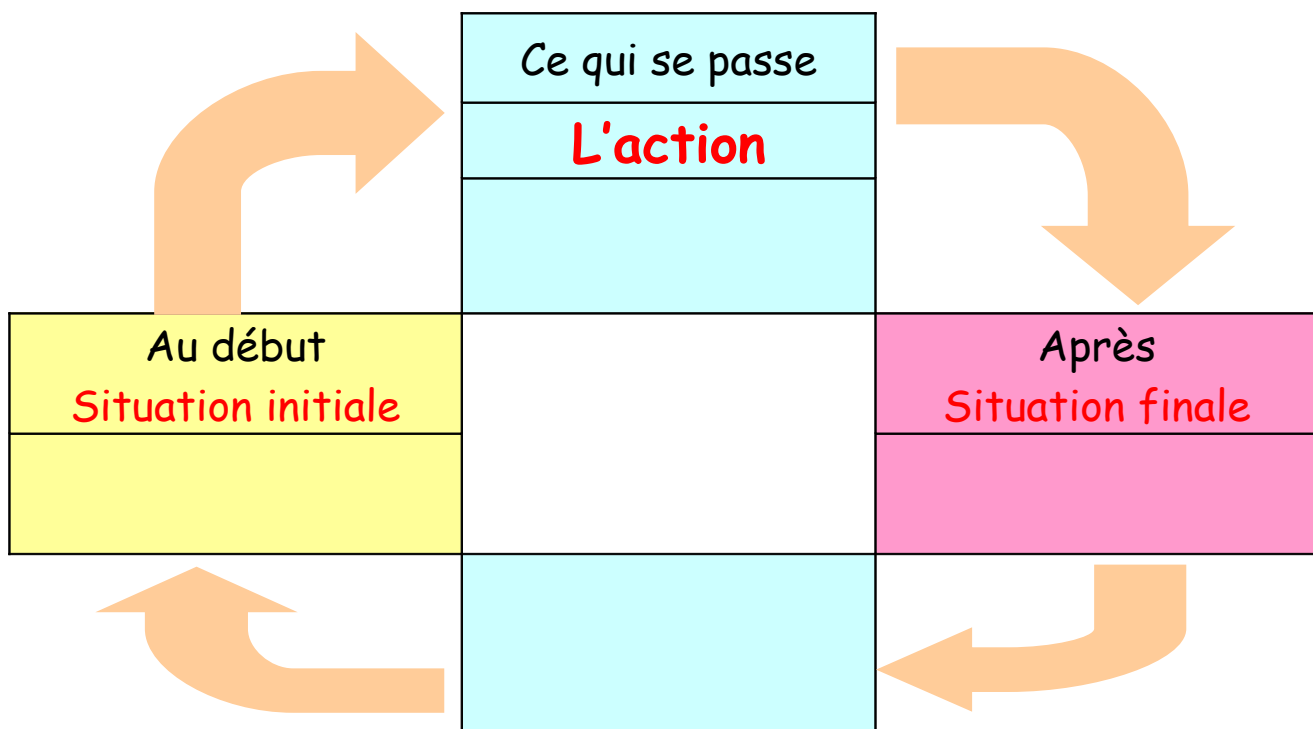 Ce qui se passe
L'action
Au début
Situation initiale
Après
Situation finale